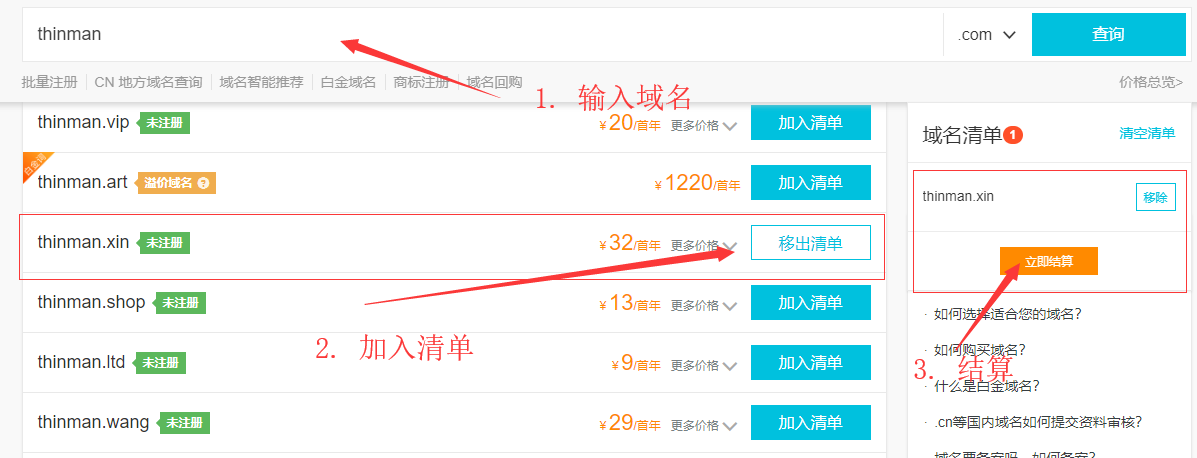 thinman .com 查询
批量注册 CN 地方域名查询 域名智能推荐 白金域名 商标注册 域名回购 价格总览>
1. 输入域名
thinman.vip 未注册 ¥20/首年 更多价格 加入清单
白金词
thinman.art 溢价域名 ? ¥1220/首年 加入清单
thinman.xin 未注册 ¥32/首年 更多价格 移出清单
thinman.shop 未注册 ¥13/首年 更多价格 加入清单
2. 加入清单
thinman.ltd 未注册 ¥9/首年 更多价格 加入清单
thinman.wang 未注册 ¥29/首年 更多价格 加入清单
域名清单 1 清空清单
thinman.xin 移除
立即结算
· 如何选择适合您的域名?
· 如何购买域名?
3. 结算
· 什么是白金域名?
· .cn等国内域名如何提交资料审核?
域名要备案吗，如何备案?